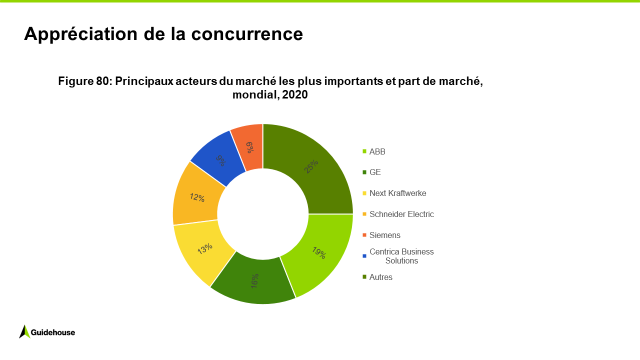 Appréciation de la concurrence
Figure 80: Principaux acteurs du marché les plus importants et part de marché,
mondial, 2020
25%
19%
16%
13%
12%
9%
6%
ABB
GE
Next Kraftwerke
Schneider Electric
Siemens
Centrica Business
Solutions
Autres
Guidehouse